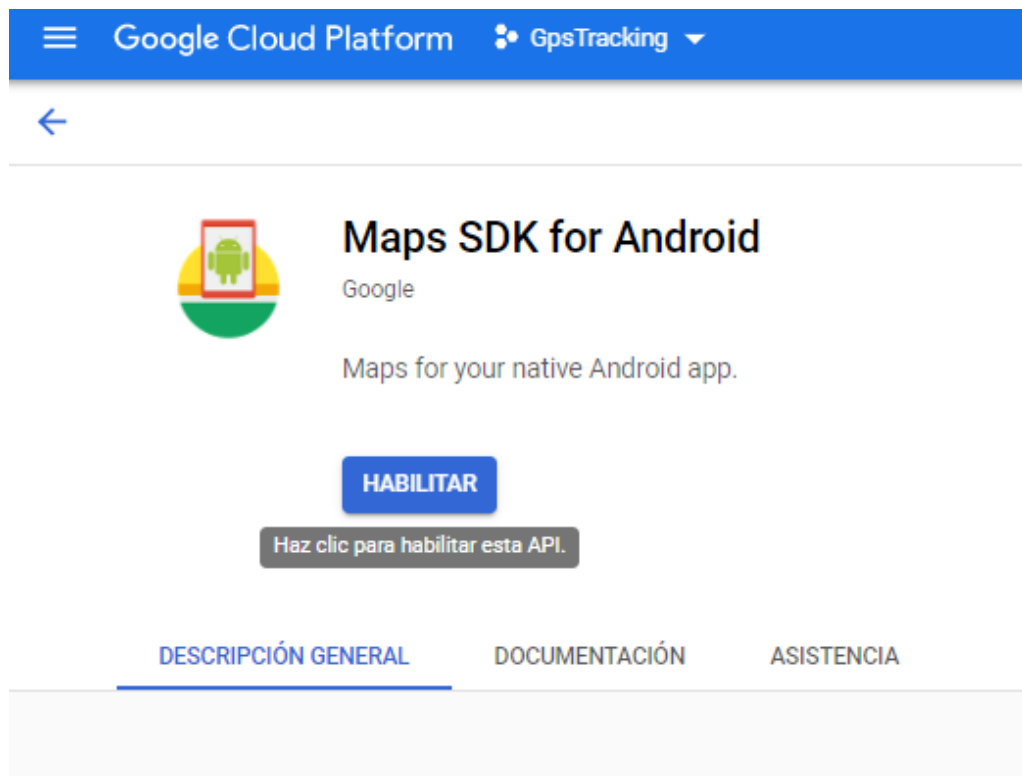 Google Cloud Platform GpsTracking
Maps SDK for Android
Google
Maps for your native Android app.
HABILITAR
Haz clic para habilitar esta API.
DESCRIPCIÓN GENERAL DOCUMENTACIÓN ASISTENCIA